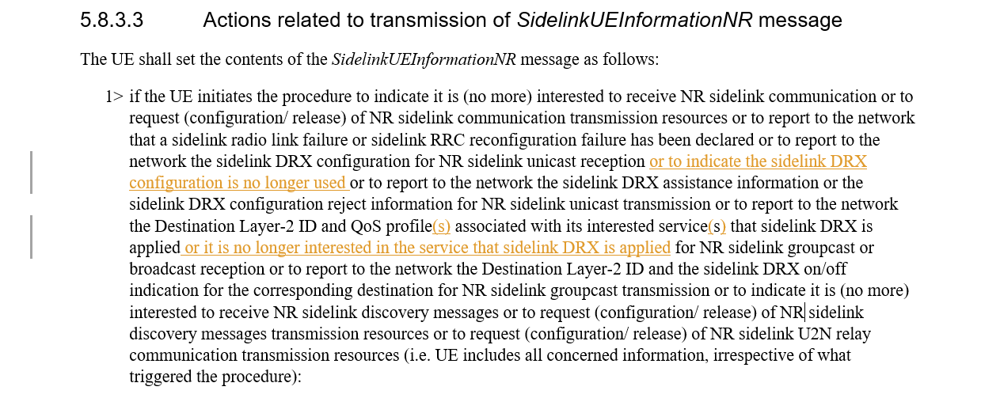 5.8.3.3 Actions related to transmission of SidelinkUEInformationNR message
The UE shall set the contents of the SidelinkUEInformationNR message as follows:
1> if the UE initiates the procedure to indicate it is (no more) interested to receive NR sidelink communication or to
request (configuration/ release) of NR sidelink communication transmission resources or to report to the network
that a sidelink radio link failure or sidelink RRC reconfiguration failure has been declared or to report to the
network the sidelink DRX configuration for NR sidelink unicast reception or to indicate the sidelink DRX
configuration is no longer used or to report to the network the sidelink DRX assistance information or the
sidelink DRX configuration reject information for NR sidelink unicast transmission or to report to the network
the Destination Layer-2 ID and QoS profile(s) associated with its interested service(s) that sidelink DRX is
applied or it is no longer interested in the service that sidelink DRX is applied for NR sidelink groupcast or
broadcast reception or to report to the network the Destination Layer-2 ID and the sidelink DRX on/off
indication for the corresponding destination for NR sidelink groupcast transmission or to indicate it is (no more)
interested to receive NR sidelink discovery messages or to request (configuration/ release) of NR sidelink
discovery messages transmission resources or to request (configuration/ release) of NR sidelink U2N relay
communication transmission resources (i.e. UE includes all concerned information, irrespective of what
triggered the procedure):